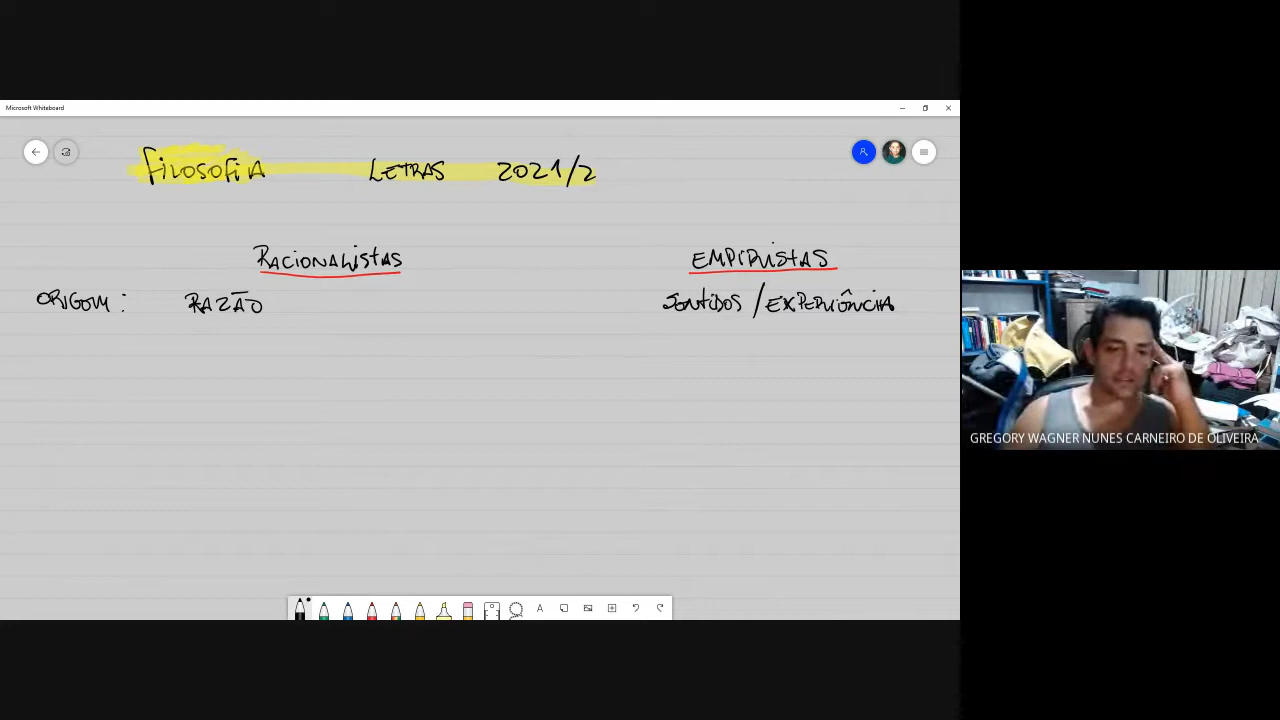 Microsoft Whiteboard
FILOSOFIA LETRAS 2021/2
RACIONALISTAS EMPIRISTAS
ORIGEM: RAZÃO SENTIDOS / EXPERIÊNCIA
GREGORY WAGNER NUNES CARNEIRO DE OLIVEIRA
A